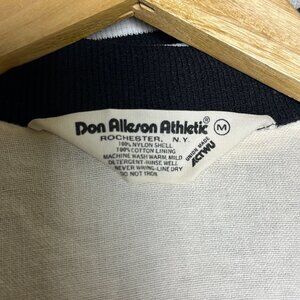 Don Alleson Athletic® M
ROCHESTER, N.Y.
100% NYLON SHELL
100% COTTON LINING
MACHINE WASH WARM, MILD
DETERGENT-RINSE WELL
NEVER WRING-LINE DRY
DO NOT IRON
UNION MADE
ACTWU